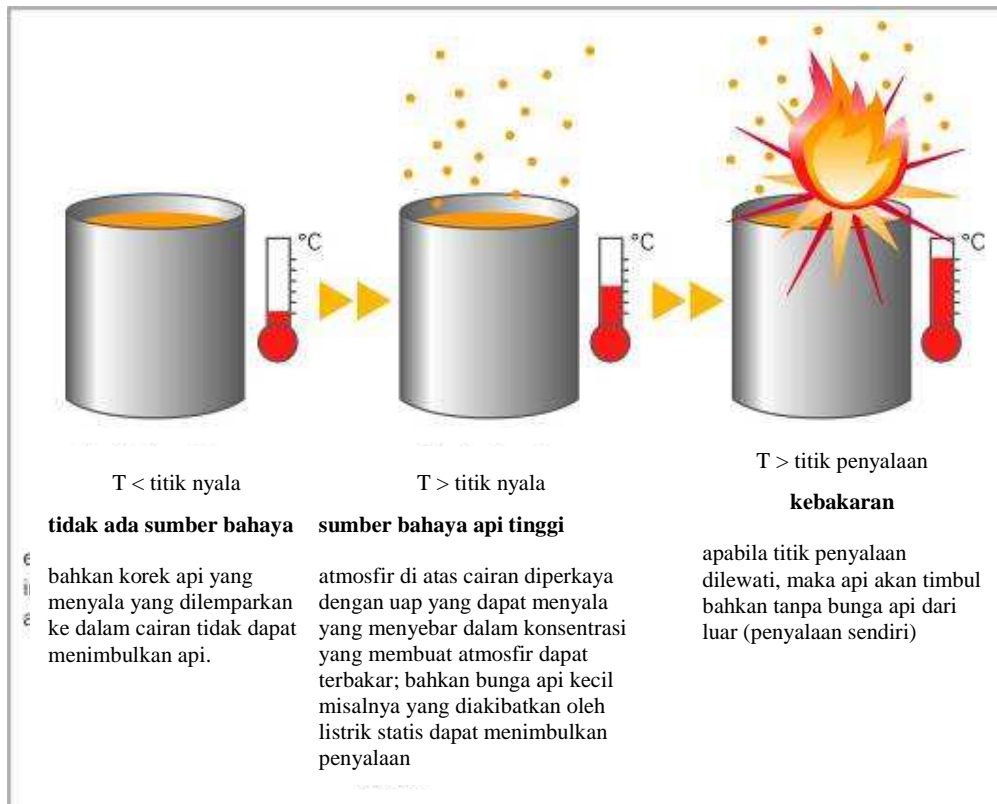 °C
°C
°C
T < titik nyala
tidak ada sumber bahaya
bahkan korek api yang
menyala yang dilemparkan
ke dalam cairan tidak dapat
menimbulkan api.
T > titik nyala
sumber bahaya api tinggi
atmosfir di atas cairan diperkaya
dengan uap yang dapat menyala
yang menyebar dalam konsentrasi
yang membuat atmosfir dapat
terbakar; bahkan bunga api kecil
misalnya yang diakibatkan oleh
listrik statis dapat menimbulkan
penyalaan
T > titik penyalaan
kebakaran
apabila titik penyalaan
dilewati, maka api akan timbul
bahkan tanpa bunga api dari
luar (penyalaan sendiri)